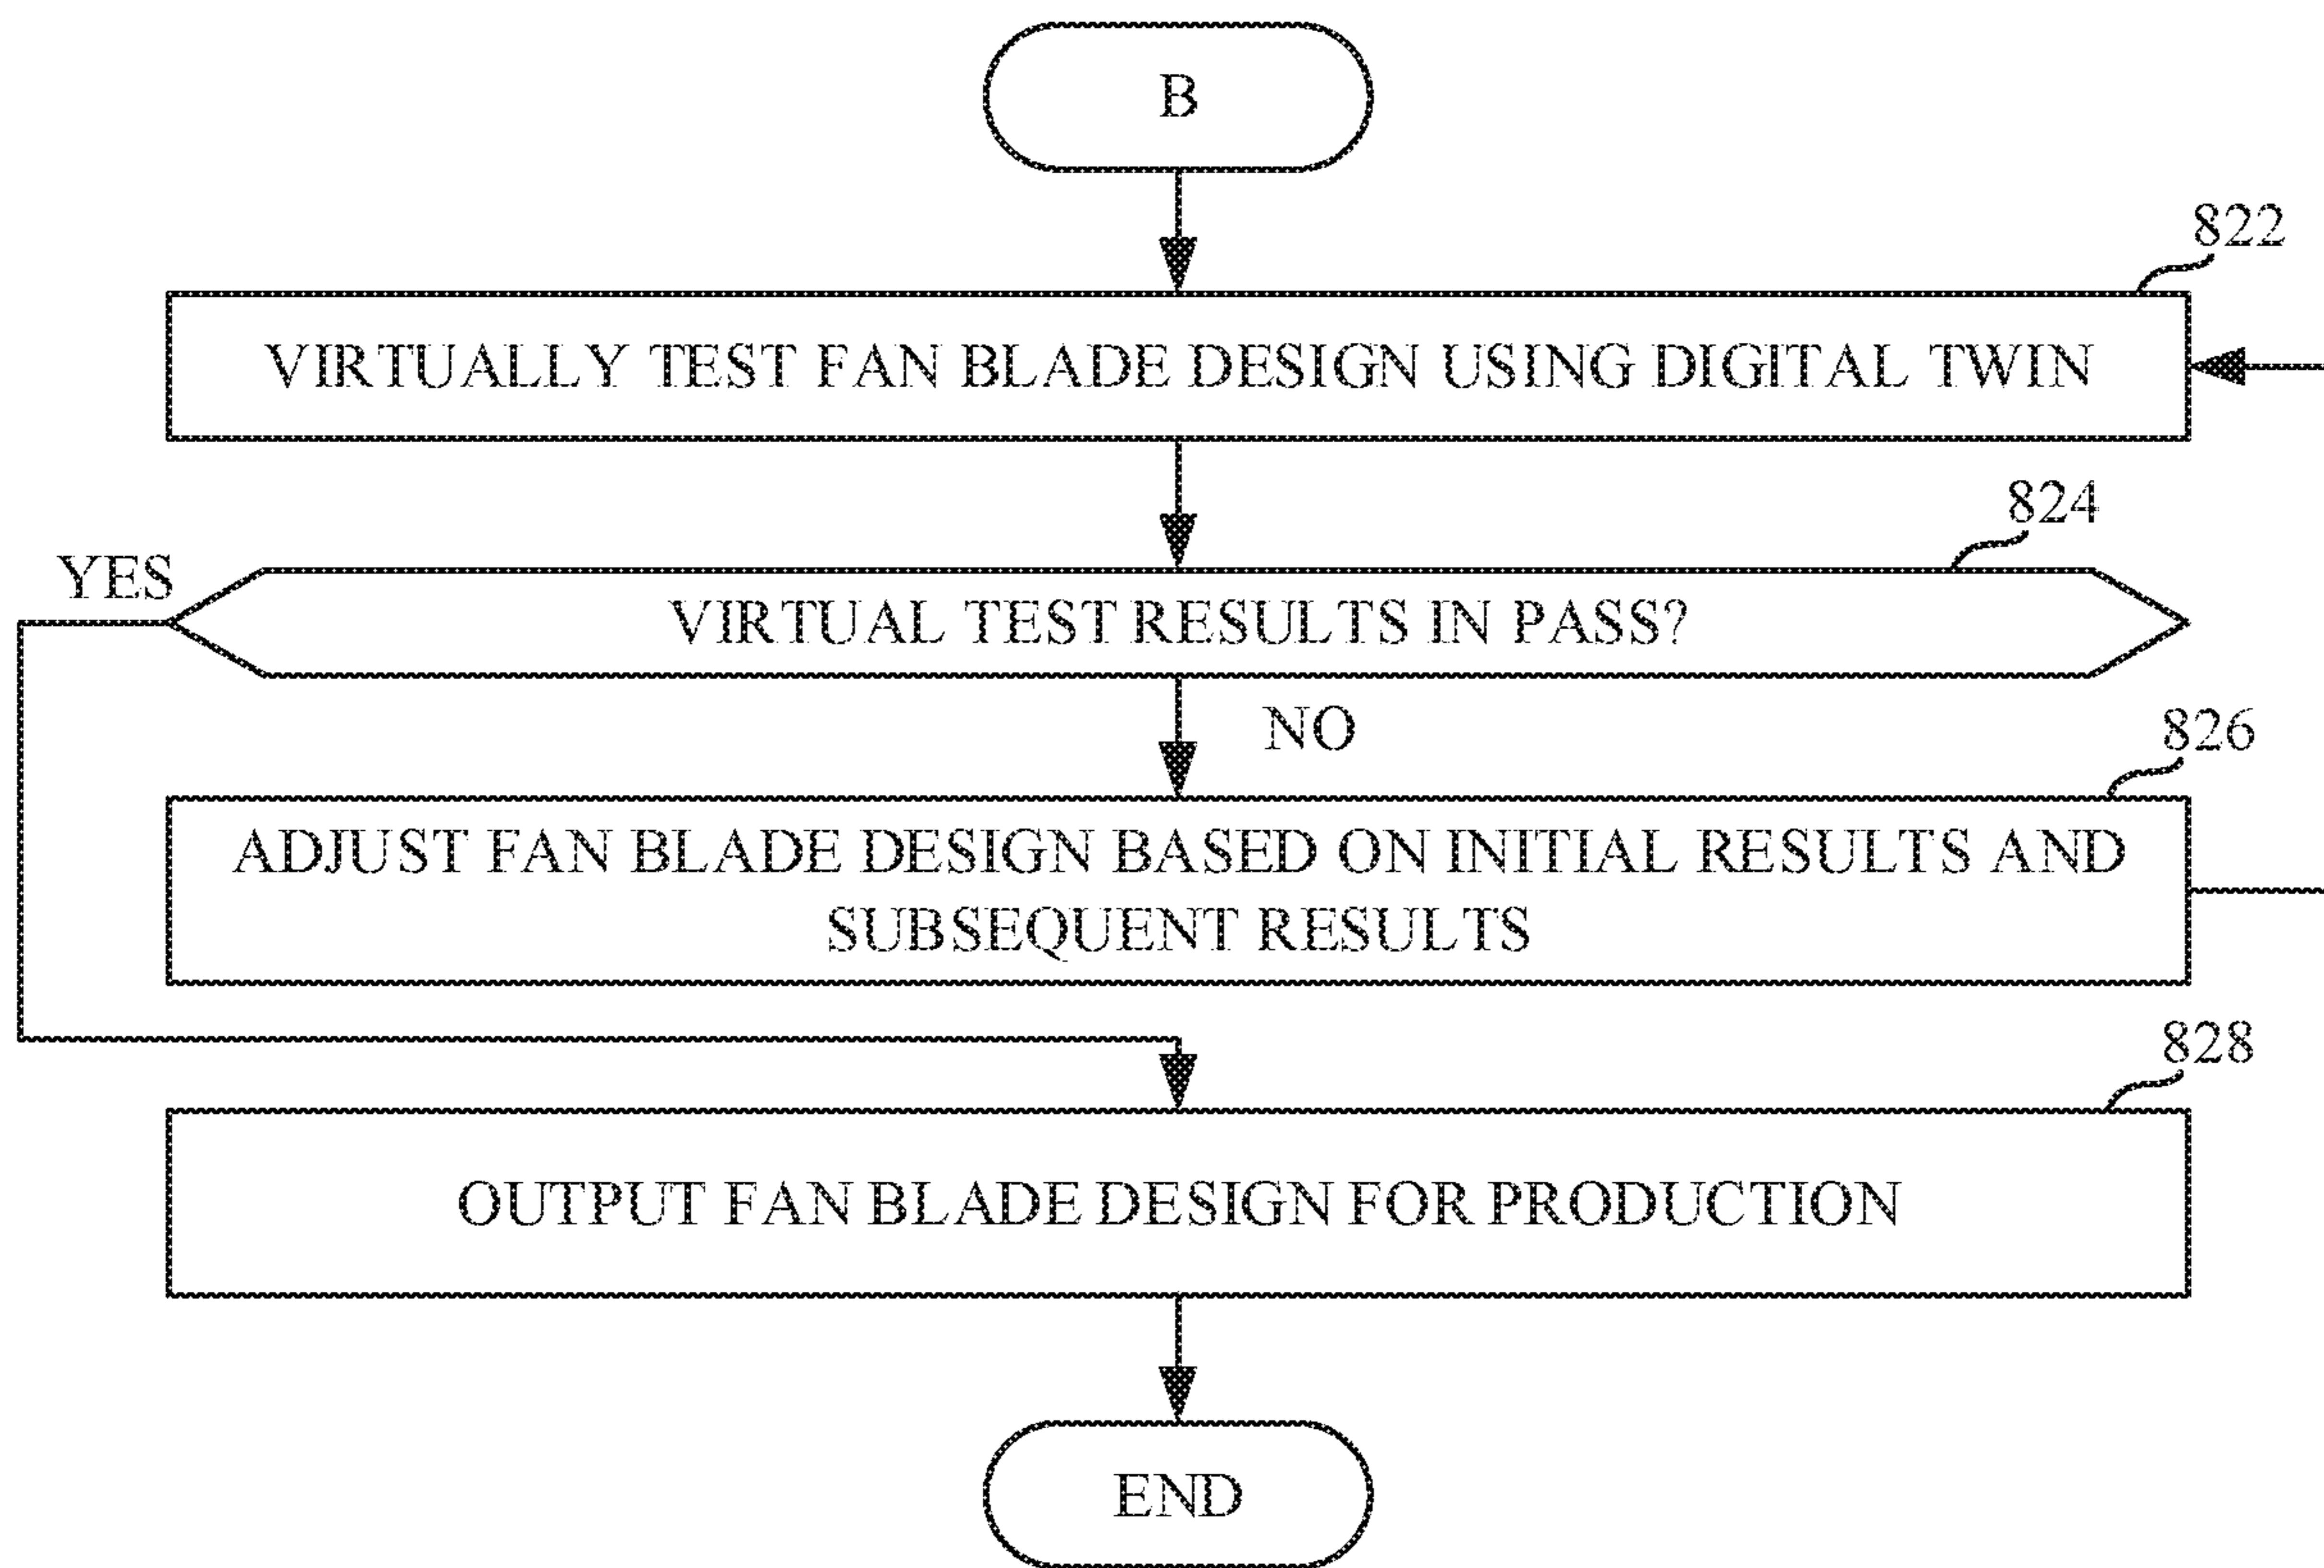 B
822
VIRTUALLY TEST FAN BLADE DESIGN USING DIGITAL TWIN
824
YES
VIRTUAL TEST RESULTS IN PASS?
NO
826
ADJUST FAN BLADE DESIGN BASED ON INITIAL RESULTS AND
SUBSEQUENT RESULTS
828
OUTPUT FAN BLADE DESIGN FOR PRODUCTION
END